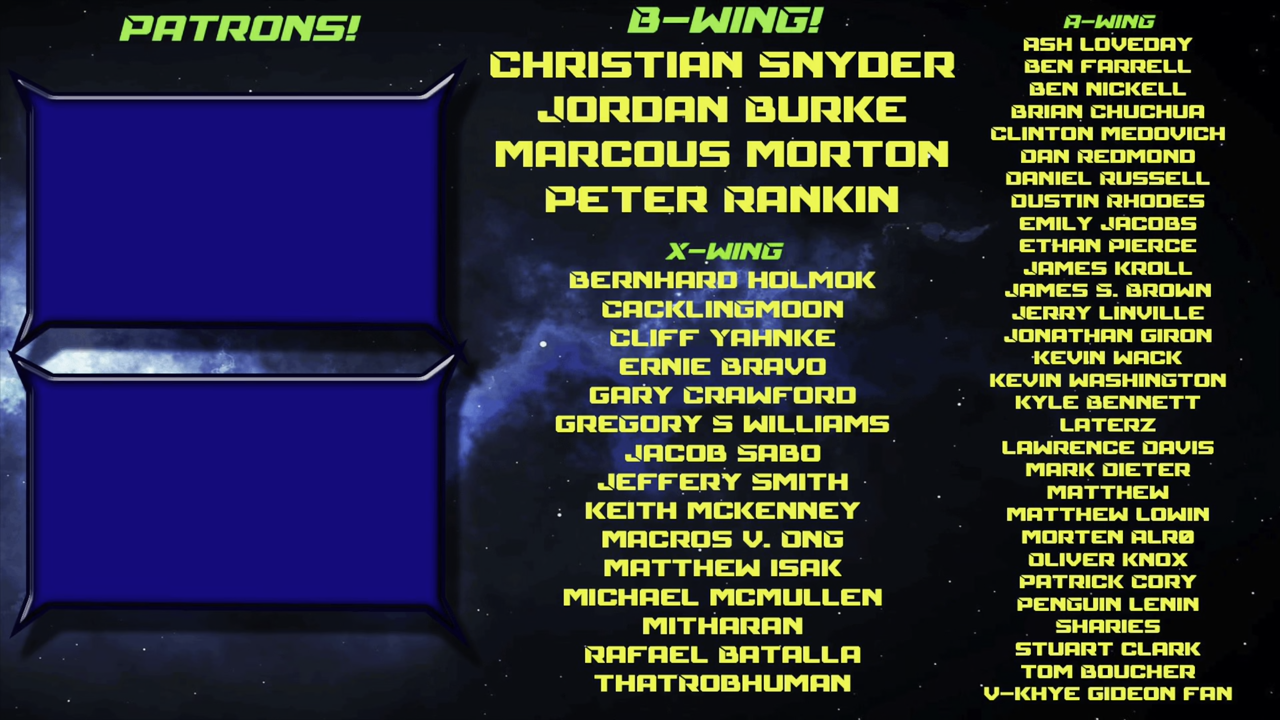 PATRONS!
B-WING!
CHRISTIAN SNYDER
JORDAN BURKE
MARCOUS MORTON
PETER RANKIN
X-WING
BERNHARD HOLMOK
CACKLINGMOON
CLIFF YAHNKE
ERNIE BRAVO
GARY CRAWFORD
GREGORY S WILLIAMS
JACOB SABO
JEFFERY SMITH
KEITH MCKENNEY
MACROS V. ONG
MATTHEW ISAK
MICHAEL MCMULLEN
MITHARAN
RAFAEL BATALLA
THATROBHUMAN
A-WING
ASH LOVEDAY
BEN FARRELL
BEN NICKELL
BRIAN CHUCHUA
CLINTON MEDOVICH
DAN REDMOND
DANIEL RUSSELL
DUSTIN RHODES
EMILY JACOBS
ETHAN PIERCE
JAMES KROLL
JAMES S. BROWN
JERRY LINVILLE
JONATHAN GIRON
KEVIN WACK
KEVIN WASHINGTON
KYLE BENNETT
LATERZ
LAWRENCE DAVIS
MARK DIETER
MATTHEW
MATTHEW LOWIN
MORTEN ALRØ
OLIVER KNOX
PATRICK CORY
PENGUIN LENIN
SHARIES
STUART CLARK
TOM BOUCHER
V-KHYE GIDEON FAN